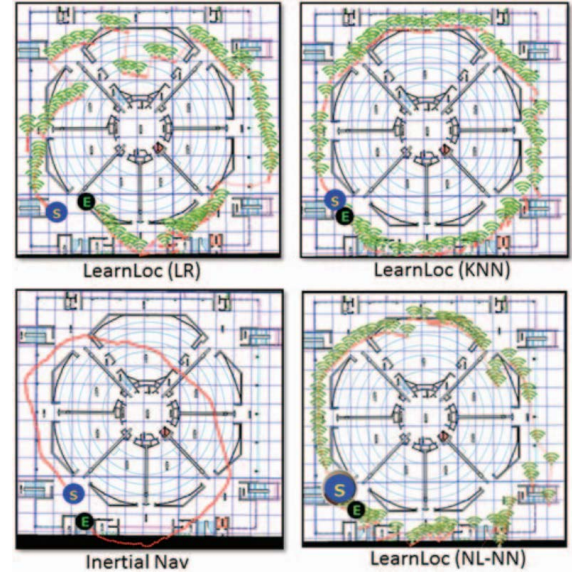 S
E
S
E
LearnLoc (LR)
LearnLoc (KNN)
S
E
S
E
Inertial Nav
LearnLoc (NL-NN)